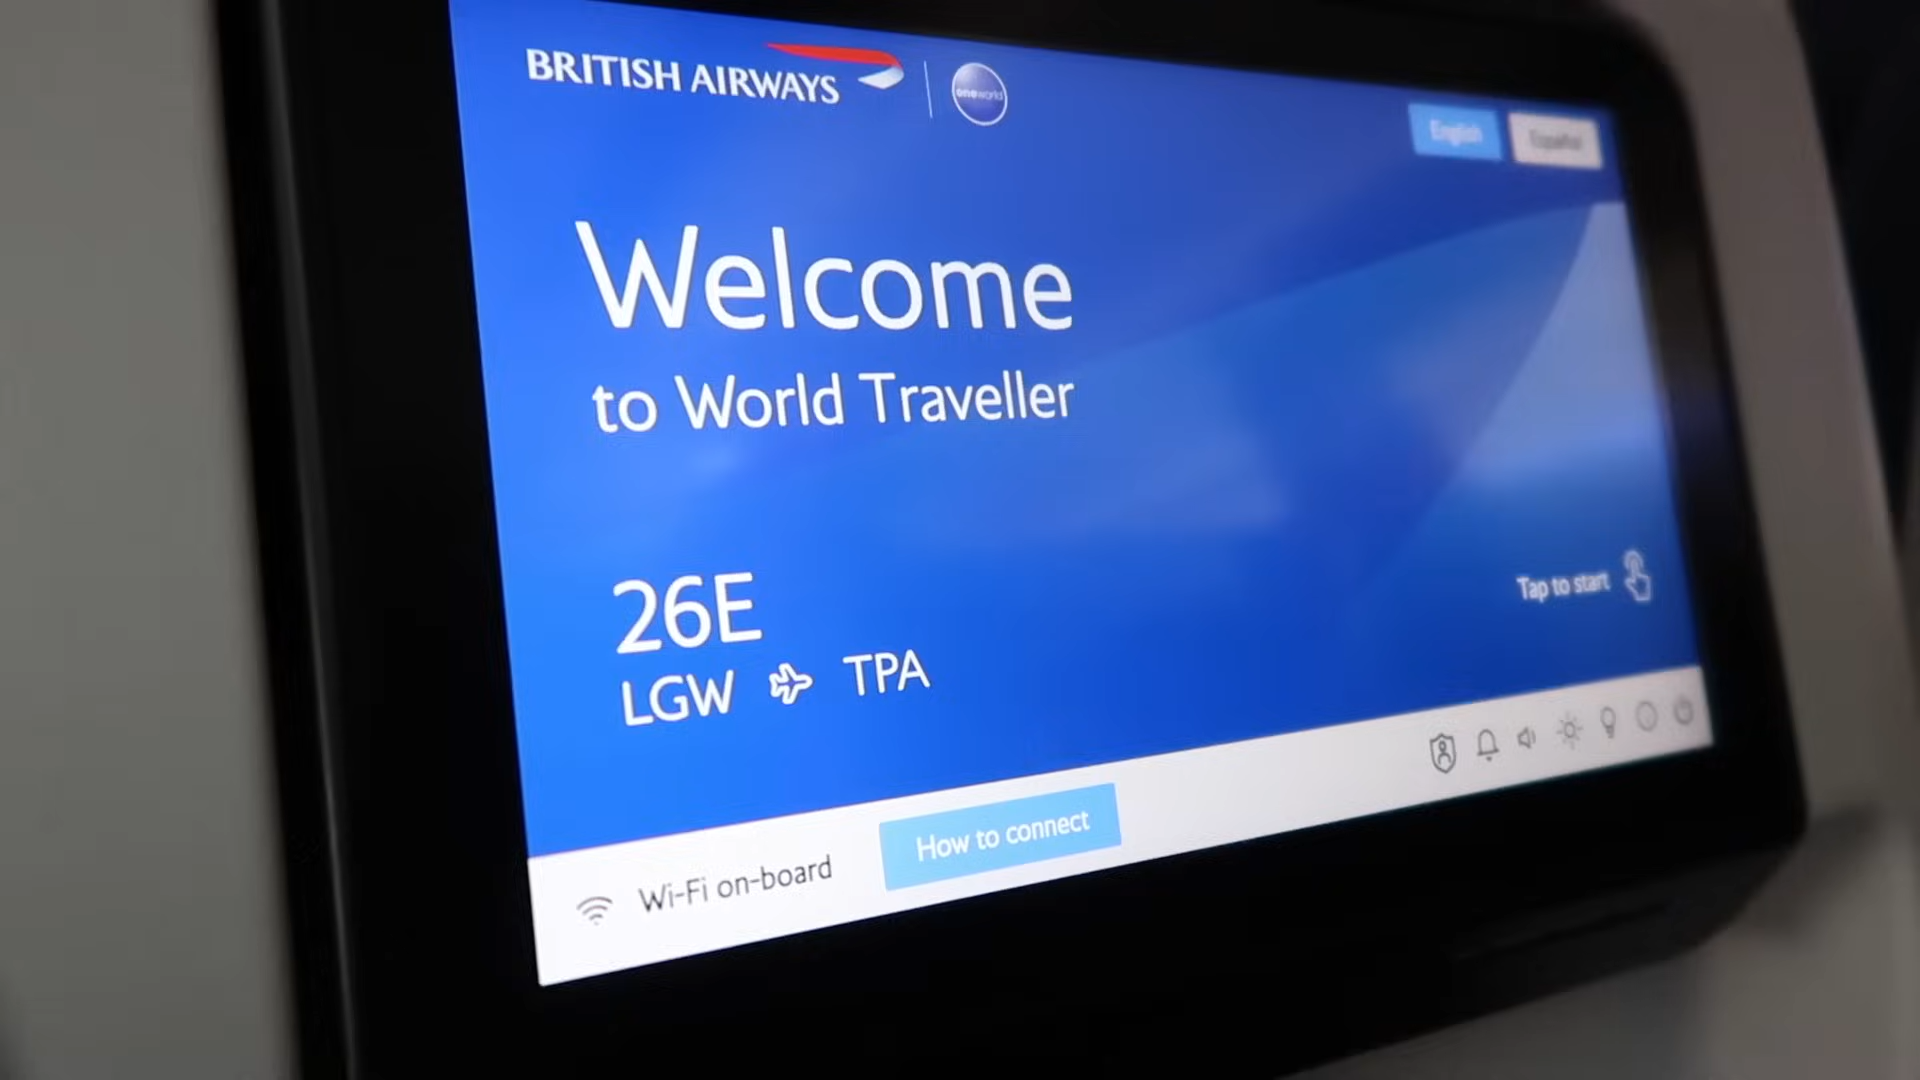 BRITISH AIRWAYS
oneworld
English
Español
Welcome
to World Traveller
26E
LGW TPA
Tap to start
Wi-Fi on-board
How to connect